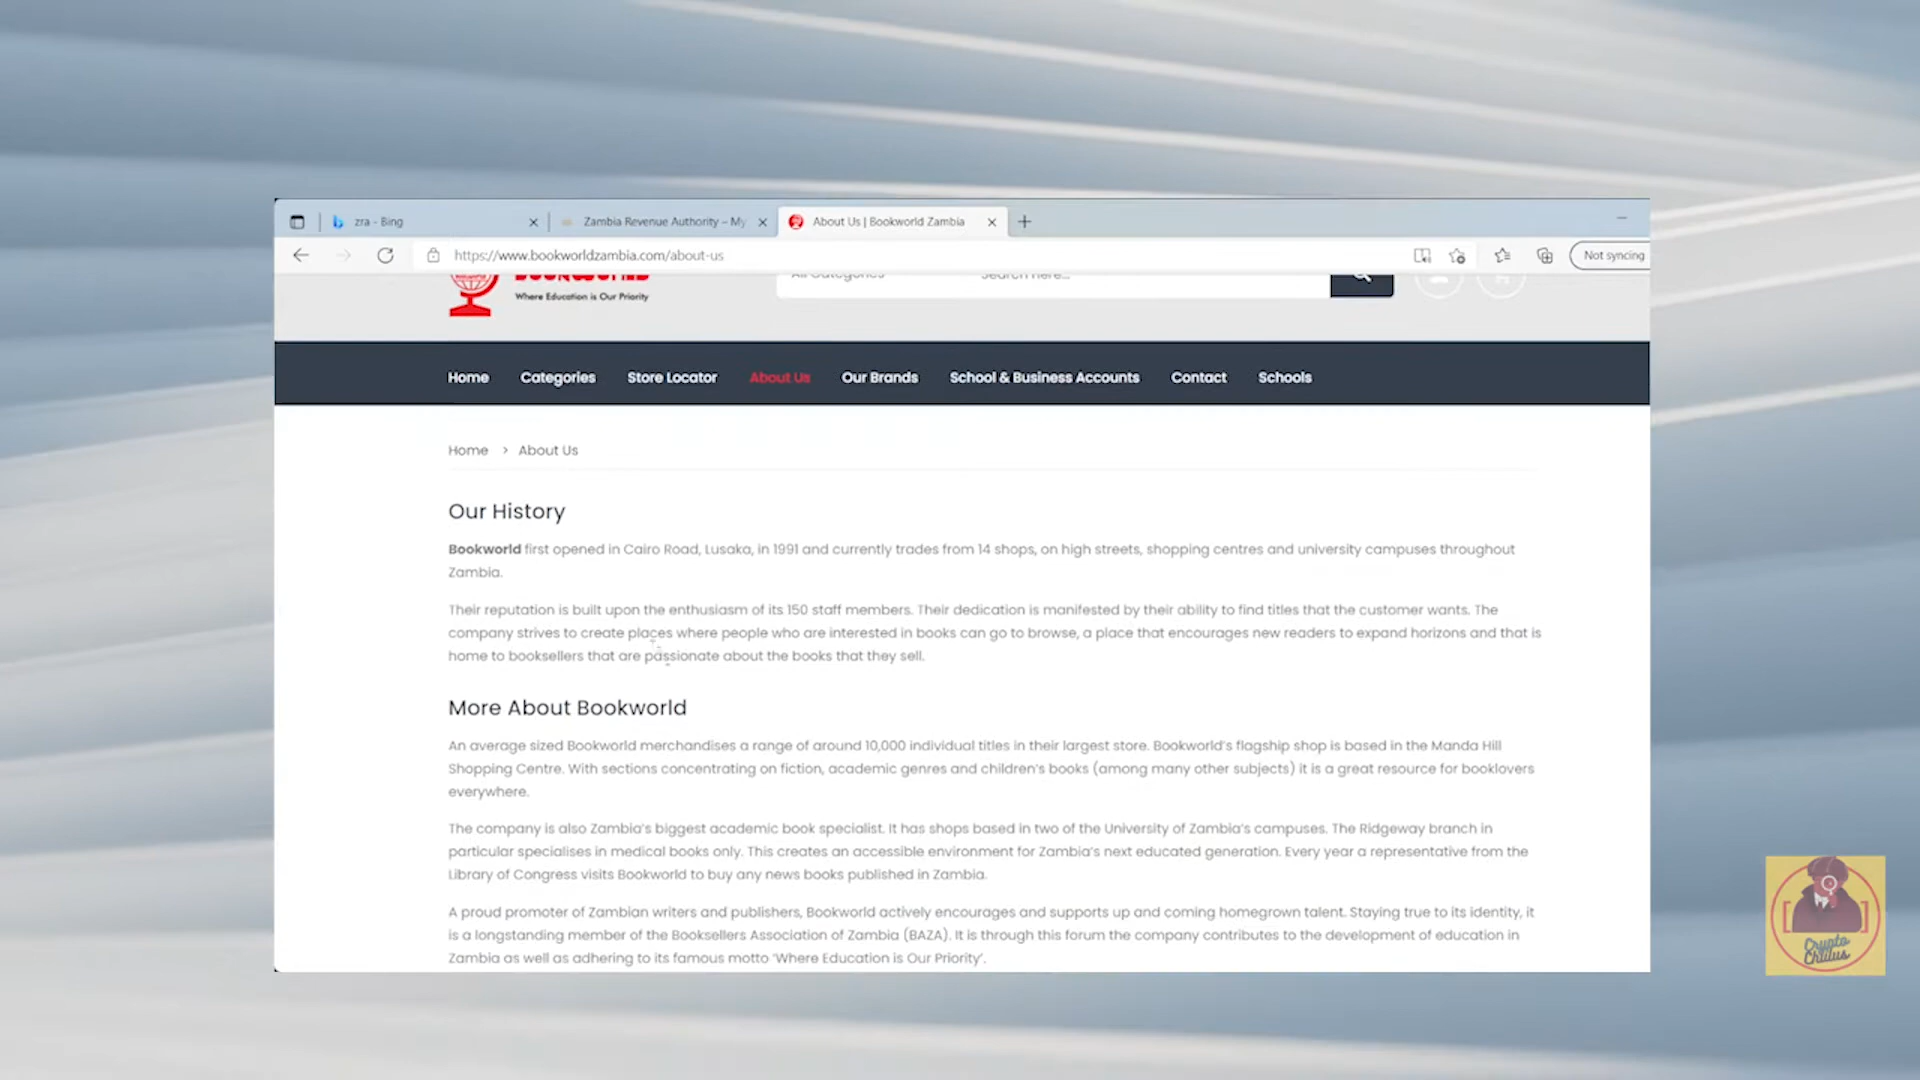 zra - Bing
Zambia Revenue Authority – My
About Us | Bookworld Zambia
https://www.bookworldzambia.com/about-us
Not syncing
BOOKWORLD
All Categories
Search here...
Where Education is Our Priority
Home
Categories
Store Locator
About Us
Our Brands
School & Business Accounts
Contact
Schools
Home > About Us
Our History
Bookworld first opened in Cairo Road, Lusaka, in 1991 and currently trades from 14 shops, on high streets, shopping centres and university campuses throughout
Zambia.
Their reputation is built upon the enthusiasm of its 150 staff members. Their dedication is manifested by their ability to find titles that the customer wants. The
company strives to create places where people who are interested in books can go to browse, a place that encourages new readers to expand horizons and that is
home to booksellers that are passionate about the books that they sell.
More About Bookworld
An average sized Bookworld merchandises a range of around 10,000 individual titles in their largest store. Bookworld's flagship shop is based in the Manda Hill
Shopping Centre. With sections concentrating on fiction, academic genres and children's books (among many other subjects) it is a great resource for booklovers
everywhere.
The company is also Zambia's biggest academic book specialist. It has shops based in two of the University of Zambia's campuses. The Ridgeway branch in
particular specialises in medical books only. This creates an accessible environment for Zambia's next educated generation. Every year a representative from the
Library of Congress visits Bookworld to buy any news books published in Zambia.
A proud promoter of Zambian writers and publishers, Bookworld actively encourages and supports up and coming homegrown talent. Staying true to its identity, it
is a longstanding member of the Booksellers Association of Zambia (BAZA). It is through this forum the company contributes to the development of education in
Zambia as well as adhering to its famous motto 'Where Education is Our Priority'.
Crypto